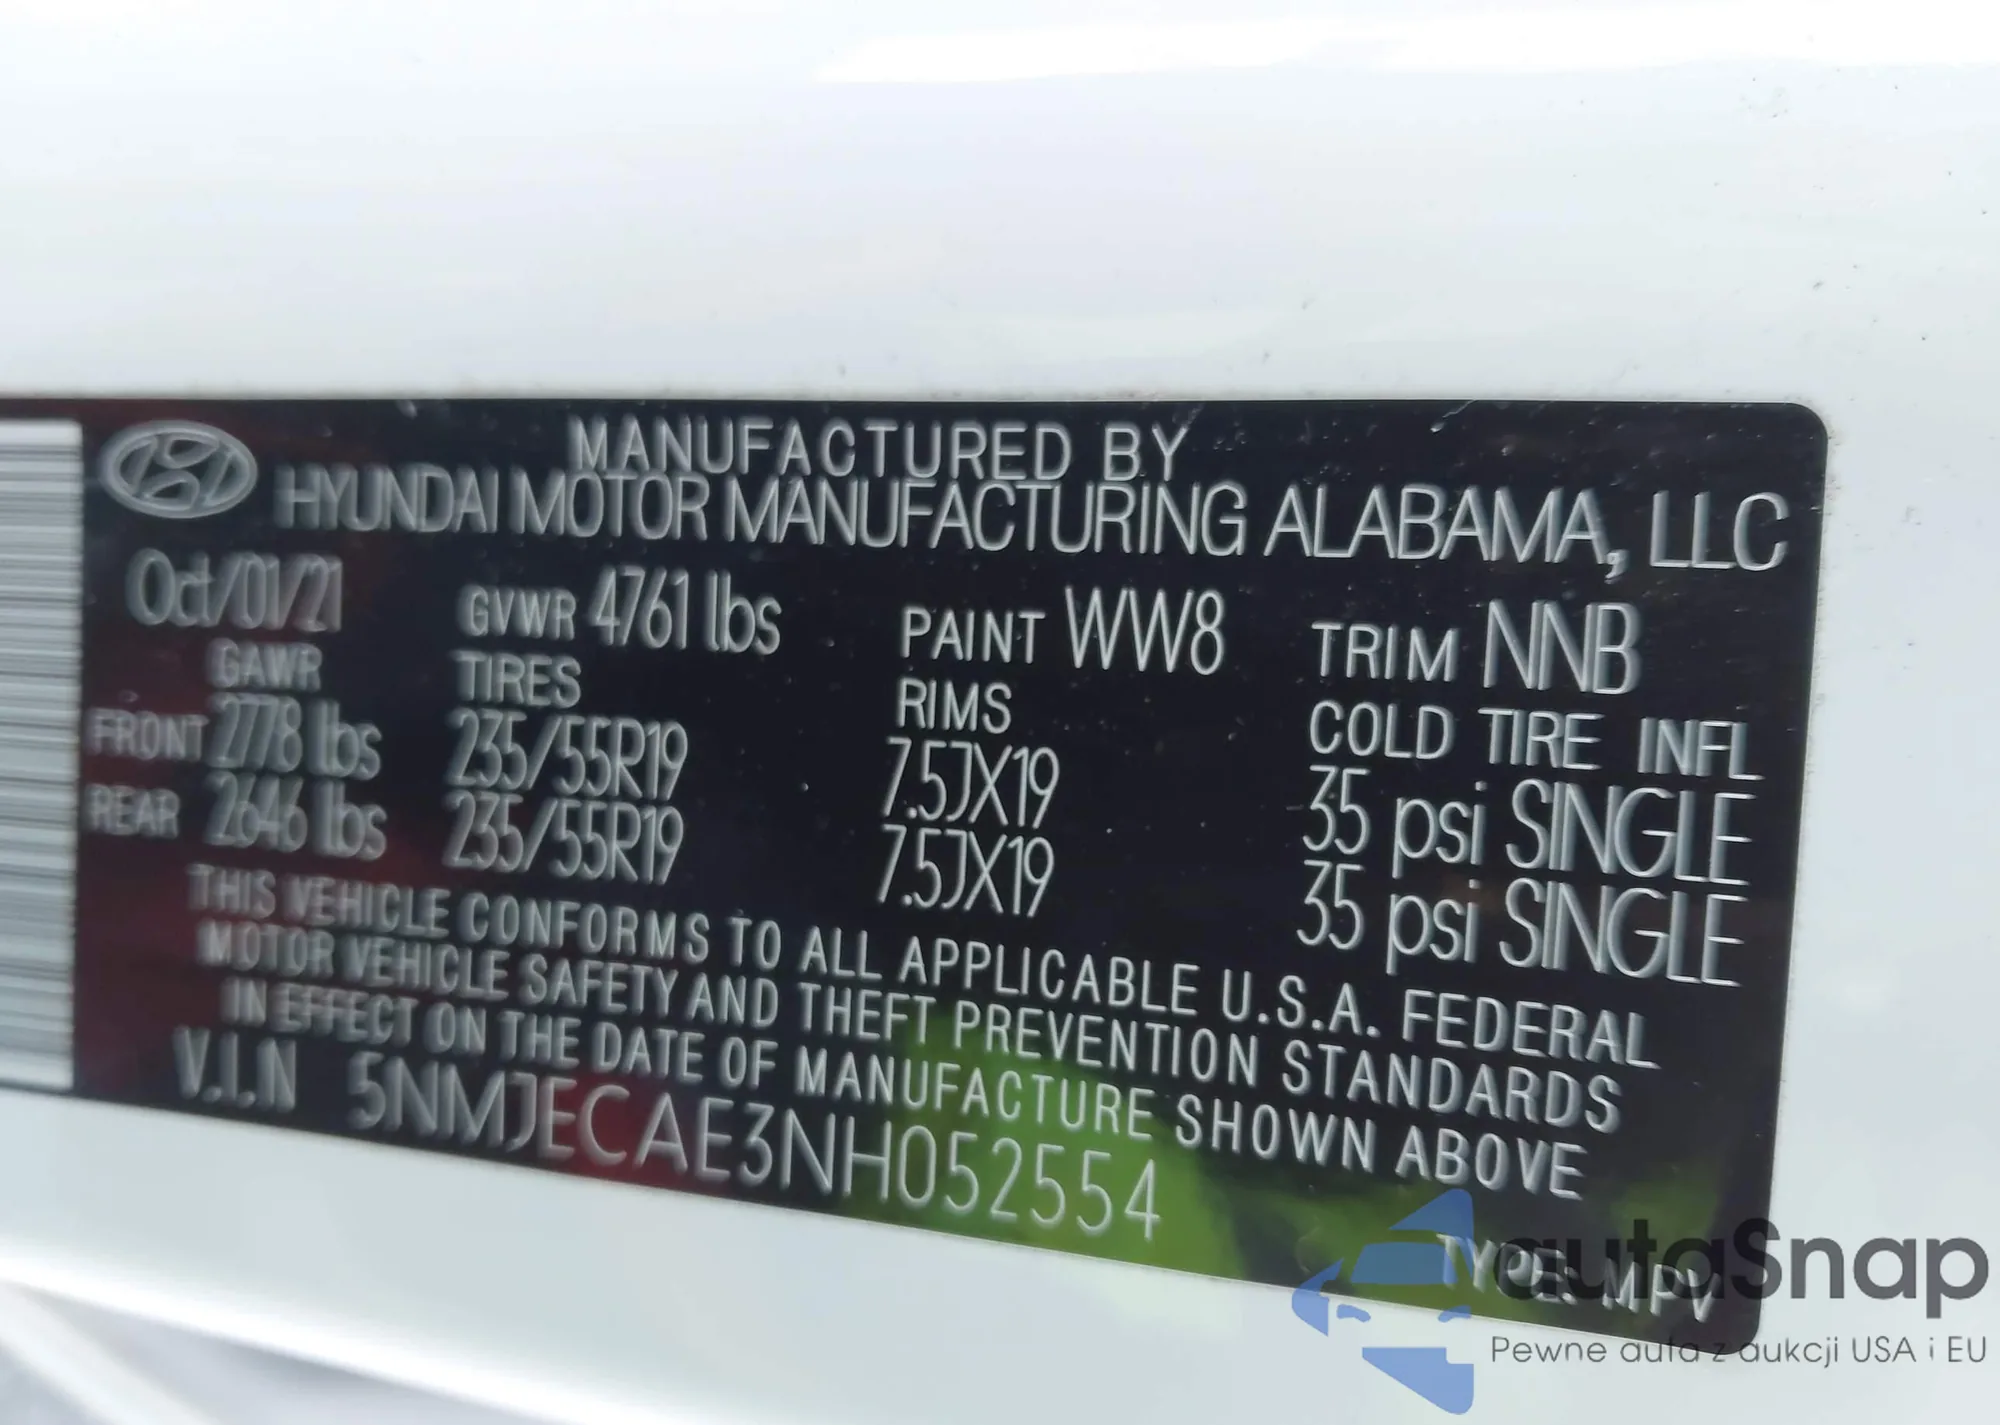 MANUFACTURED BY
HYUNDAI MOTOR MANUFACTURING ALABAMA, LLC
Oct/01/21 GVWR 4761 lbs PAINT WW8 TRIM NNB
GAWR TIRES RIMS COLD TIRE INFL
FRONT 2778 lbs 235/55R19 7.5JX19 35 psi SINGLE
REAR 2646 lbs 235/55R19 7.5JX19 35 psi SINGLE
THIS VEHICLE CONFORMS TO ALL APPLICABLE U.S.A. FEDERAL
MOTOR VEHICLE SAFETY AND THEFT PREVENTION STANDARDS
IN EFFECT ON THE DATE OF MANUFACTURE SHOWN ABOVE
V.I.N 5NMJECAE3NH052554
TYPE: MPV
autaSnap
Pewne auta z aukcji USA i EU